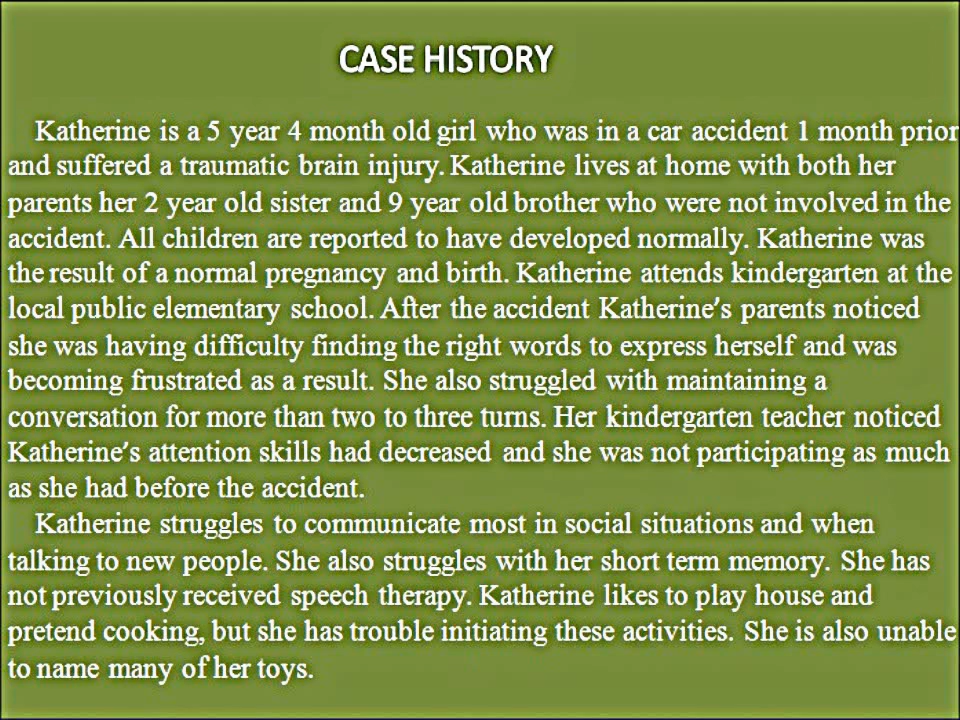 CASE HISTORY
Katherine is a 5 year 4 month old girl who was in a car accident 1 month prior
and suffered a traumatic brain injury. Katherine lives at home with both her
parents her 2 year old sister and 9 year old brother who were not involved in the
accident. All children are reported to have developed normally. Katherine was
the result of a normal pregnancy and birth. Katherine attends kindergarten at the
local public elementary school. After the accident Katherine’s parents noticed
she was having difficulty finding the right words to express herself and was
becoming frustrated as a result. She also struggled with maintaining a
conversation for more than two to three turns. Her kindergarten teacher noticed
Katherine’s attention skills had decreased and she was not participating as much
as she had before the accident.
Katherine struggles to communicate most in social situations and when
talking to new people. She also struggles with her short term memory. She has
not previously received speech therapy. Katherine likes to play house and
pretend cooking, but she has trouble initiating these activities. She is also unable
to name many of her toys.